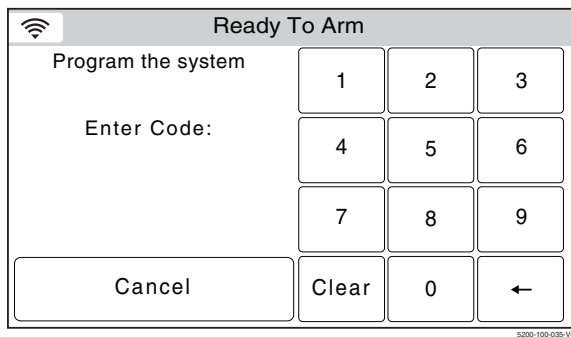 Ready To Arm
Program the system
Enter Code:
1 2 3
4 5 6
7 8 9
Cancel Clear 0 ←
5200-100-035-V